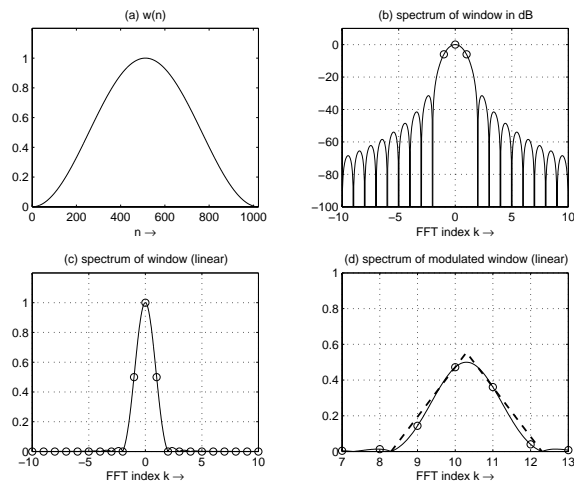 (a) w(n)
1
0.8
0.6
0.4
0.2
0
0 200 400 600 800 1000
n →
(b) spectrum of window in dB
0
−20
−40
−60
−80
−100
−10 −5 0 5 10
FFT index k →
(c) spectrum of window (linear)
1
0.8
0.6
0.4
0.2
0
−10 −5 0 5 10
FFT index k →
(d) spectrum of modulated window (linear)
1
0.8
0.6
0.4
0.2
0
7 8 9 10 11 12 13
FFT index k →